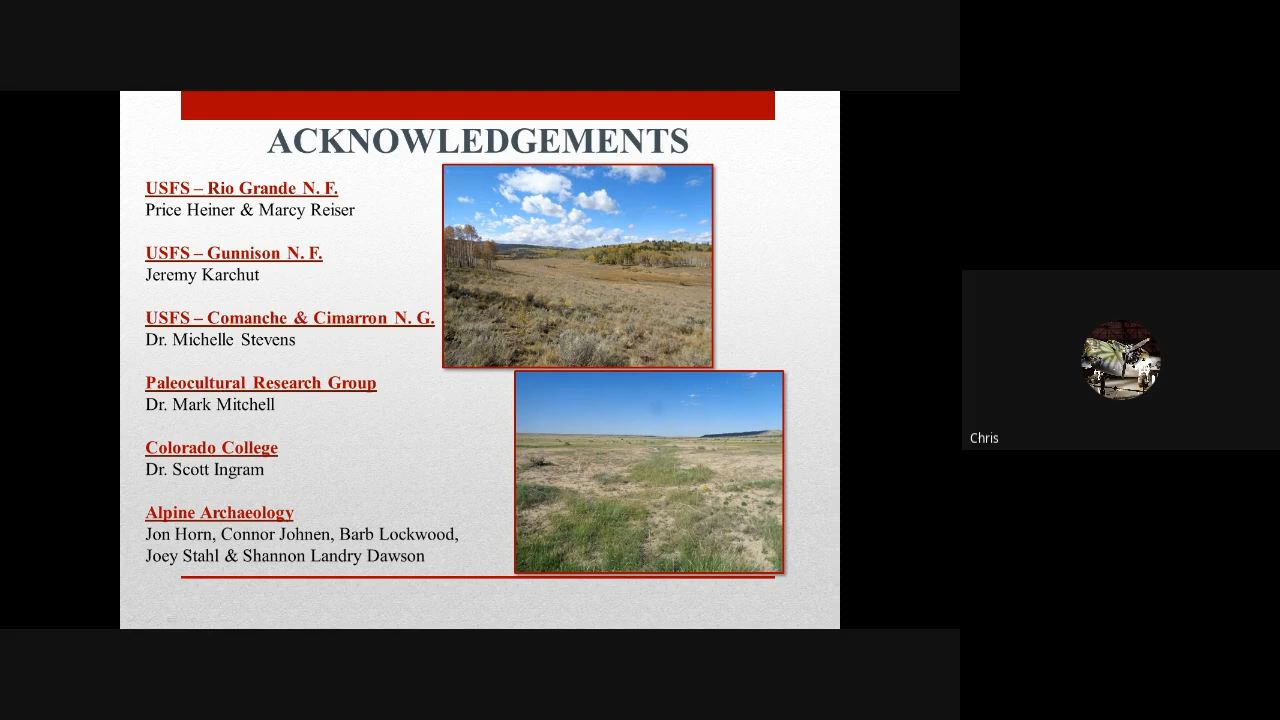 ACKNOWLEDGEMENTS
USFS – Rio Grande N. F.
Price Heiner & Marcy Reiser
USFS – Gunnison N. F.
Jeremy Karchut
USFS – Comanche & Cimarron N. G.
Dr. Michelle Stevens
Paleocultural Research Group
Dr. Mark Mitchell
Colorado College
Dr. Scott Ingram
Alpine Archaeology
Jon Horn, Connor Johnen, Barb Lockwood,
Joey Stahl & Shannon Landry Dawson
Chris